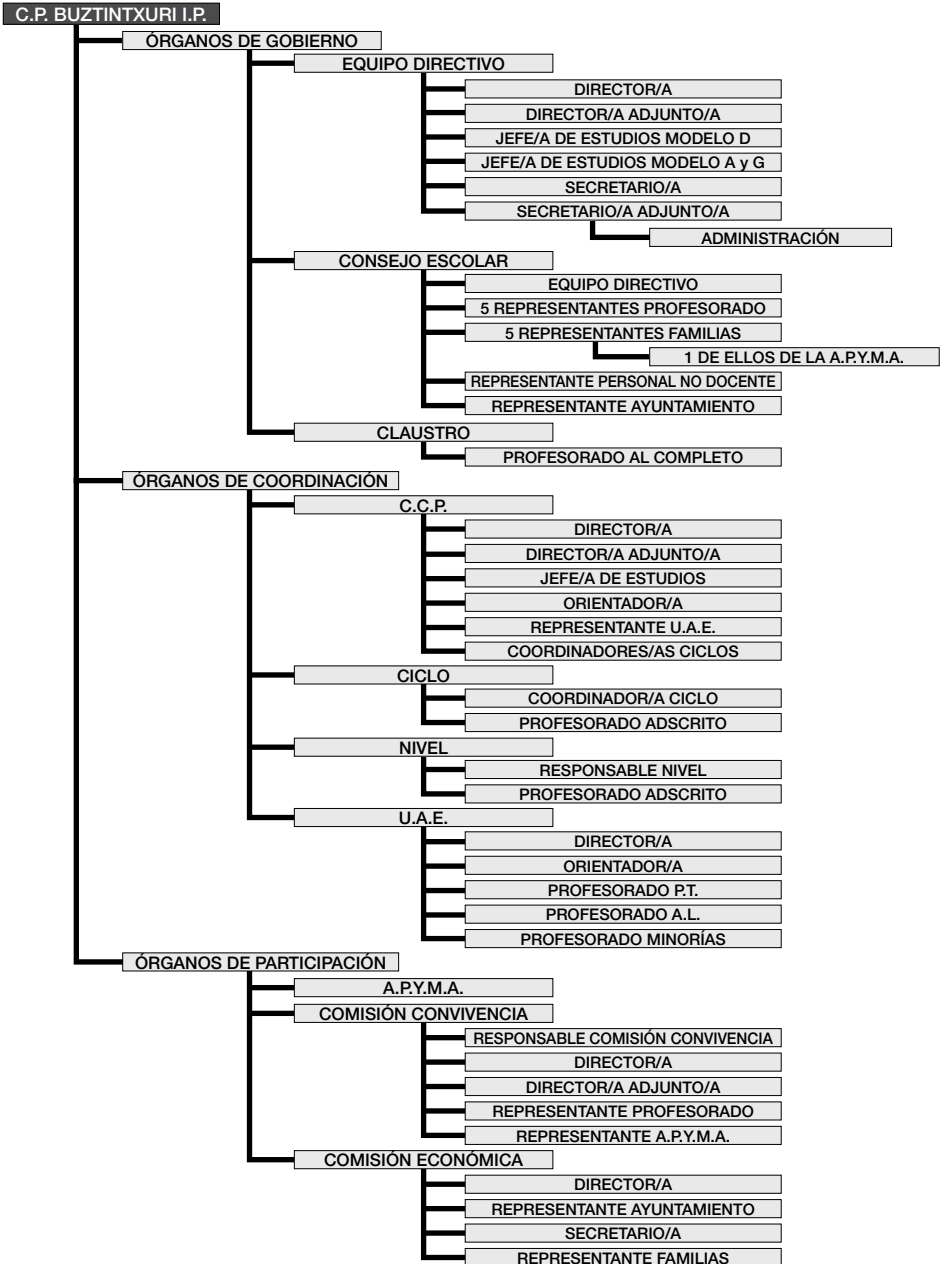 C.P. BUZTINTXURI I.P.
ÓRGANOS DE GOBIERNO
EQUIPO DIRECTIVO
DIRECTOR/A
DIRECTOR/A ADJUNTO/A
JEFE/A DE ESTUDIOS MODELO D
JEFE/A DE ESTUDIOS MODELO A y G
SECRETARIO/A
SECRETARIO/A ADJUNTO/A
ADMINISTRACIÓN
CONSEJO ESCOLAR
EQUIPO DIRECTIVO
5 REPRESENTANTES PROFESORADO
5 REPRESENTANTES FAMILIAS
1 DE ELLOS DE LA A.P.Y.M.A.
REPRESENTANTE PERSONAL NO DOCENTE
REPRESENTANTE AYUNTAMIENTO
CLAUSTRO
PROFESORADO AL COMPLETO
ÓRGANOS DE COORDINACIÓN
C.C.P.
DIRECTOR/A
DIRECTOR/A ADJUNTO/A
JEFE/A DE ESTUDIOS
ORIENTADOR/A
REPRESENTANTE U.A.E.
COORDINADORES/AS CICLOS
CICLO
COORDINADOR/A CICLO
PROFESORADO ADSCRITO
NIVEL
RESPONSABLE NIVEL
PROFESORADO ADSCRITO
U.A.E.
DIRECTOR/A
ORIENTADOR/A
PROFESORADO P.T.
PROFESORADO A.L.
PROFESORADO MINORÍAS
ÓRGANOS DE PARTICIPACIÓN
A.P.Y.M.A.
COMISIÓN CONVIVENCIA
RESPONSABLE COMISIÓN CONVIVENCIA
DIRECTOR/A
DIRECTOR/A ADJUNTO/A
REPRESENTANTE PROFESORADO
REPRESENTANTE A.P.Y.M.A.
COMISIÓN ECONÓMICA
DIRECTOR/A
REPRESENTANTE AYUNTAMIENTO
SECRETARIO/A
REPRESENTANTE FAMILIAS